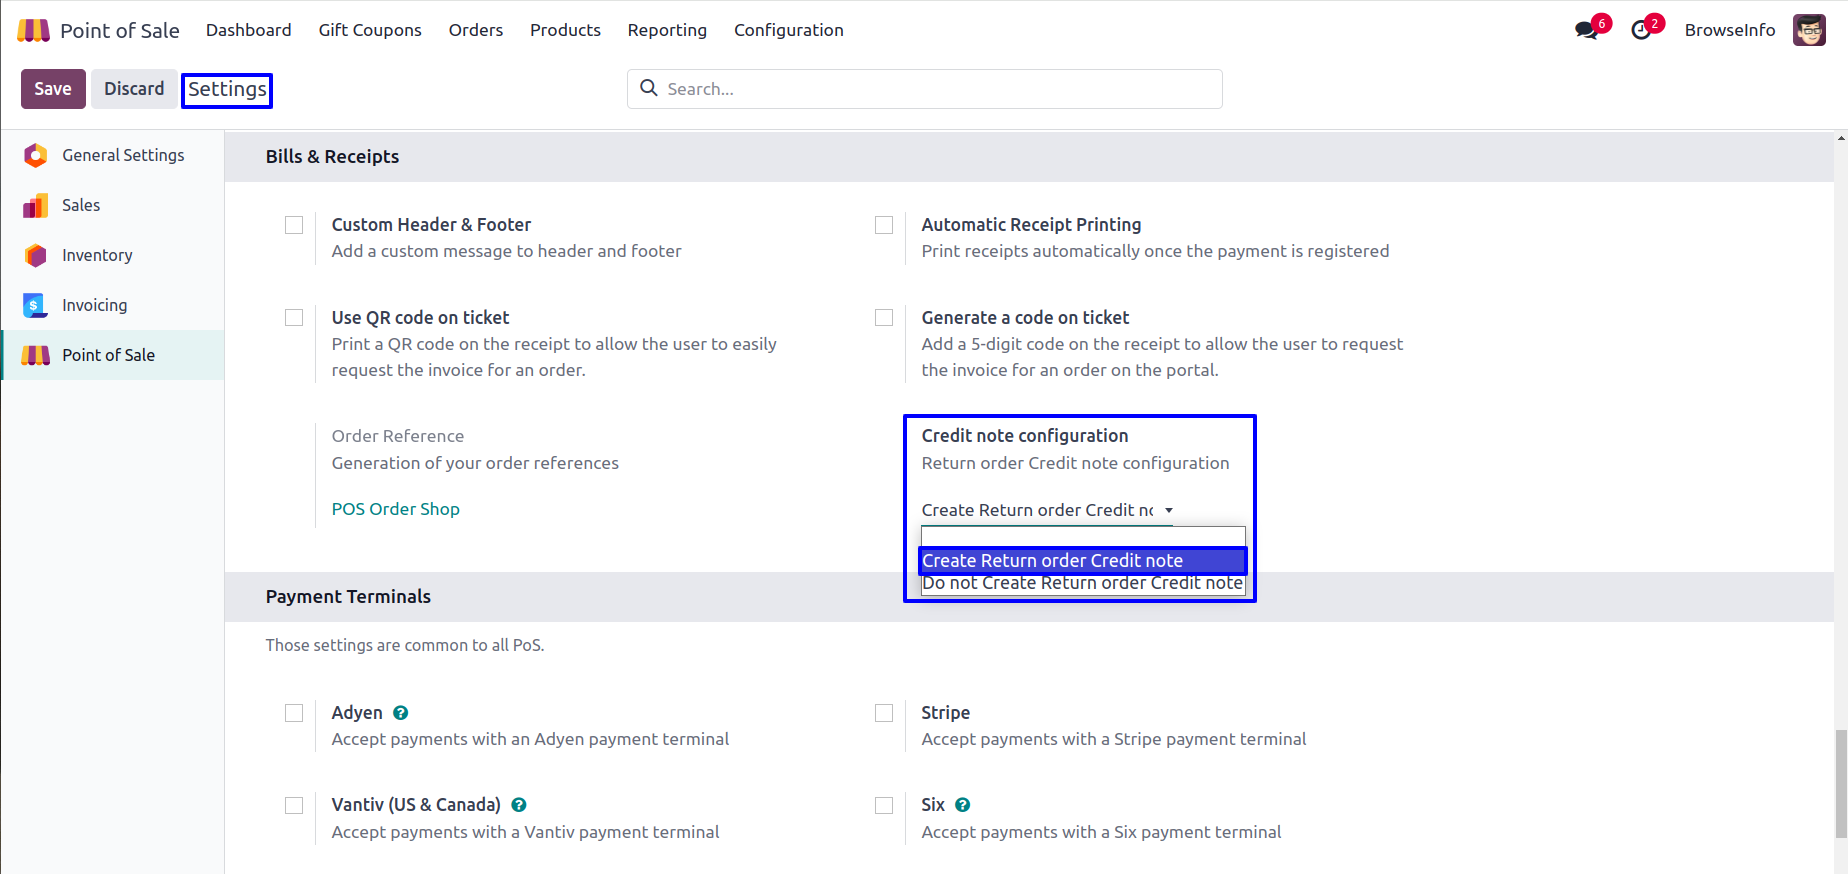 Point of Sale Dashboard Gift Coupons Orders Products Reporting Configuration 6 2 BrowseInfo
Save Discard Settings Search...
General Settings
Sales
Inventory
Invoicing
Point of Sale
Bills & Receipts
Custom Header & Footer
Add a custom message to header and footer
Automatic Receipt Printing
Print receipts automatically once the payment is registered
Use QR code on ticket
Print a QR code on the receipt to allow the user to easily
request the invoice for an order.
Generate a code on ticket
Add a 5-digit code on the receipt to allow the user to request
the invoice for an order on the portal.
Order Reference
Generation of your order references
POS Order Shop
Credit note configuration
Return order Credit note configuration
Create Return order Credit
Create Return order Credit note
Do not Create Return order Credit note
Payment Terminals
Those settings are common to all PoS.
Adyen ?
Accept payments with an Adyen payment terminal
Stripe
Accept payments with a Stripe payment terminal
Vantiv (US & Canada) ?
Accept payments with a Vantiv payment terminal
Six ?
Accept payments with a Six payment terminal